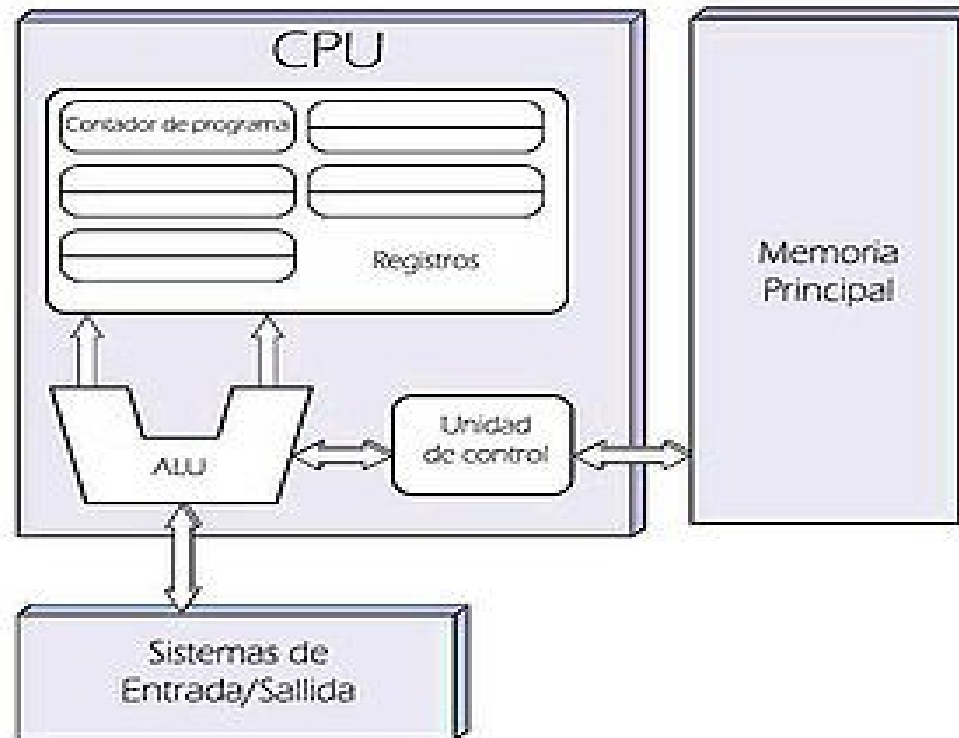 CPU
Contador de programa
Registros
Memoria
Principal
Unidad
de control
ALU
Sistemas de
Entrada/Sallida